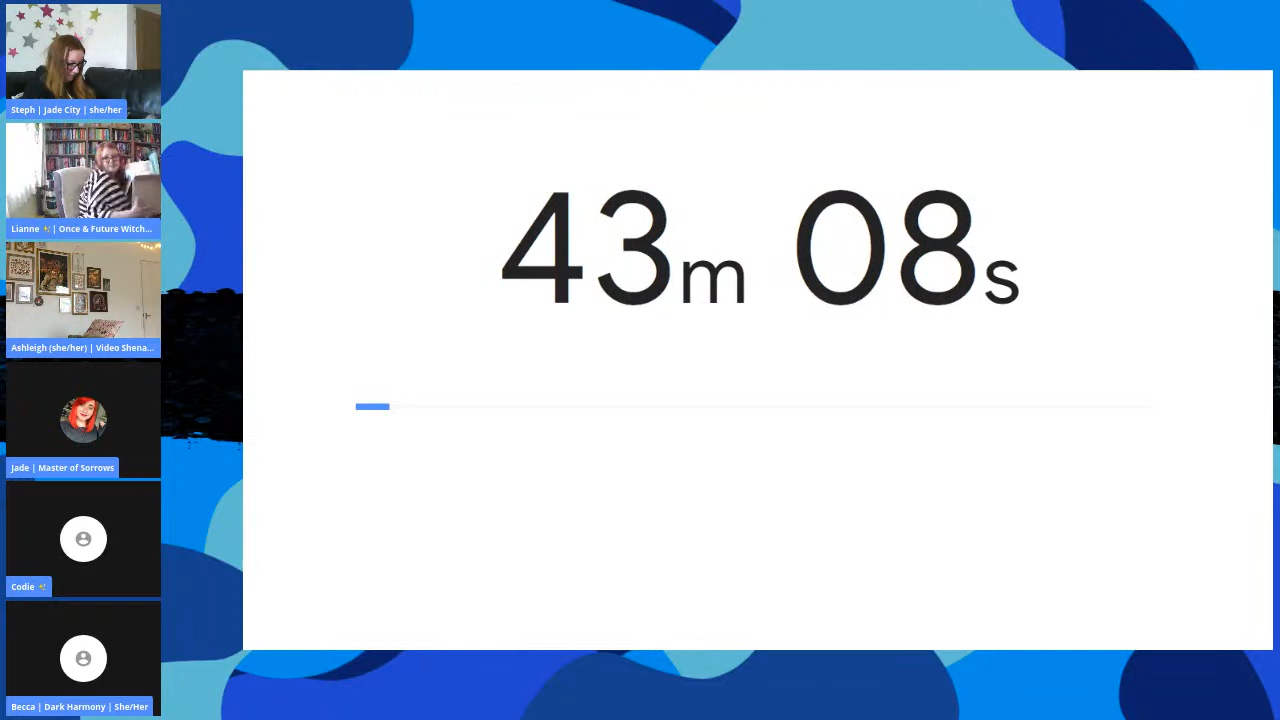 Steph | Jade City | she/her
Lianne ✨ | Once & Future Witch...
Ashleigh (she/her) | Video Shena...
Jade | Master of Sorrows
Codie ✨
Becca | Dark Harmony | She/Her
43m 08s